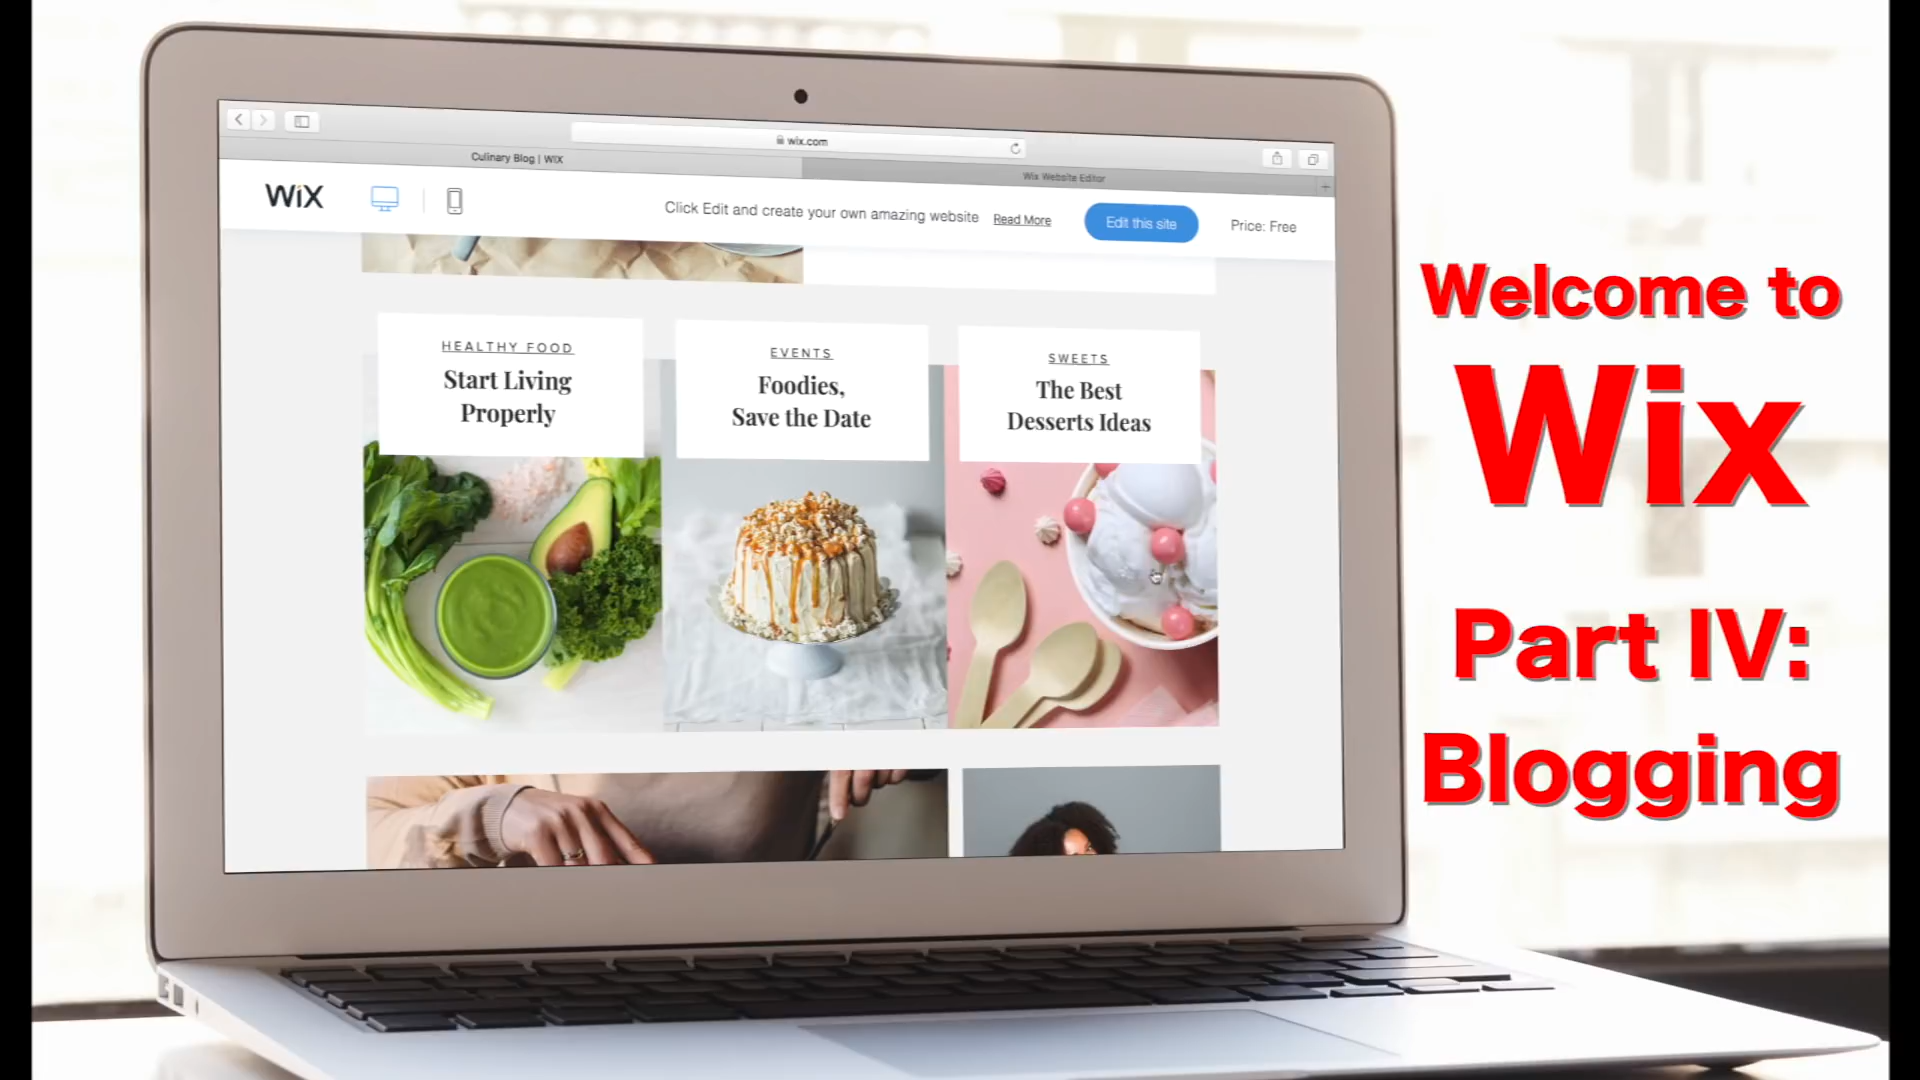 wix.com
Culinary Blog | WIX
Wix Website Editor
WiX
Click Edit and create your own amazing website Read More
Edit this site
Price: Free
HEALTHY FOOD
Start Living
Properly
EVENTS
Foodies,
Save the Date
SWEETS
The Best
Desserts Ideas
Welcome to
Wix
Part IV:
Blogging